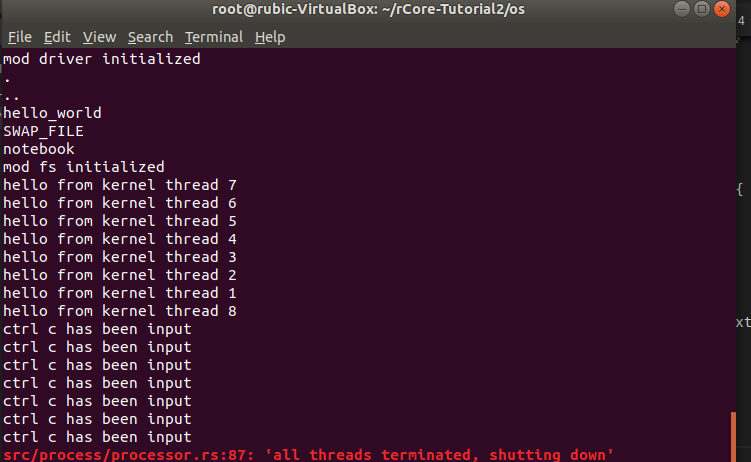 root@rubic-VirtualBox: ~/rCore-Tutorial2/os
4
File Edit View Search Terminal Help
mod driver initialized
.
..
hello_world
SWAP_FILE
notebook
mod fs initialized
hello from kernel thread 7
hello from kernel thread 6
hello from kernel thread 5
hello from kernel thread 4
{
hello from kernel thread 3
hello from kernel thread 2
hello from kernel thread 1
hello from kernel thread 8
xt
ctrl c has been input
ctrl c has been input
ctrl c has been input
ctrl c has been input
ctrl c has been input
ctrl c has been input
ctrl c has been input
src/process/processor.rs:87: 'all threads terminated, shutting down'